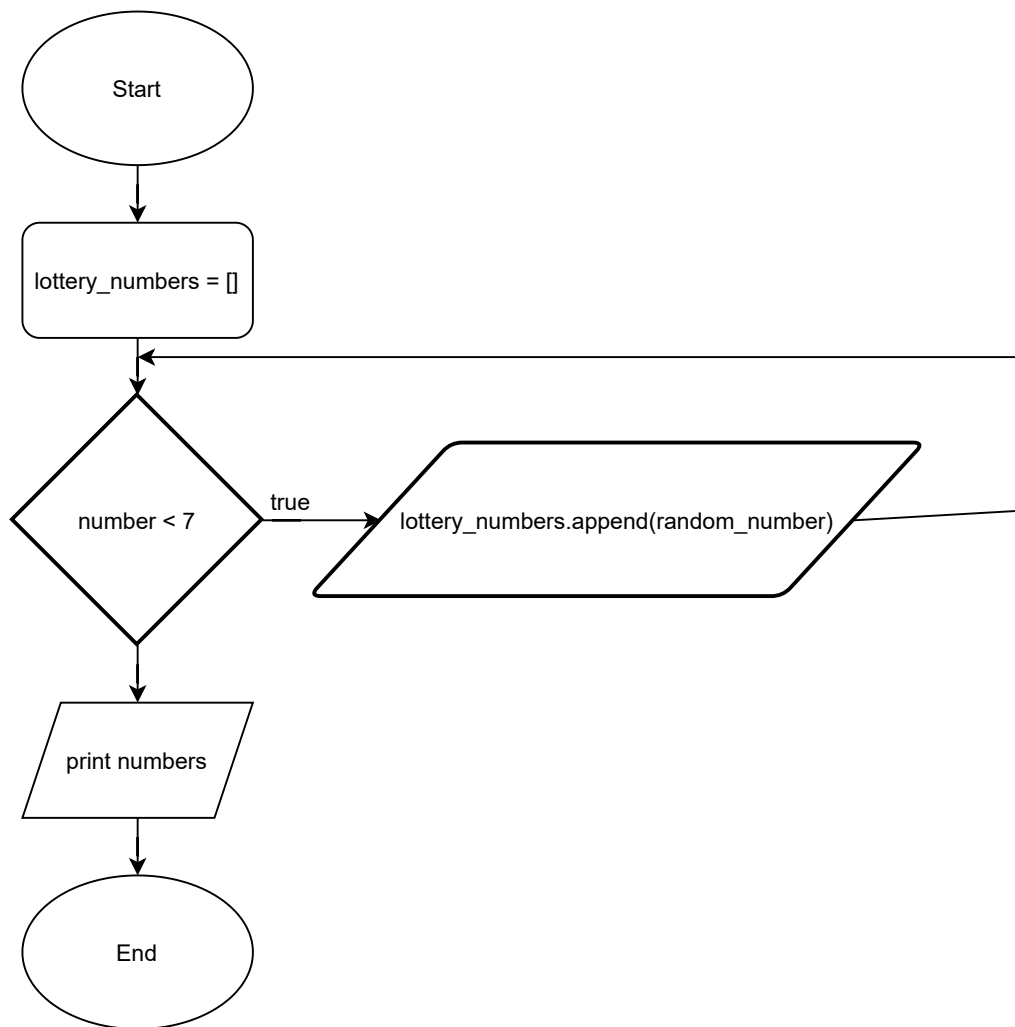 Start
lottery_numbers = []
number < 7
true
lottery_numbers.append(random_number)
print numbers
End